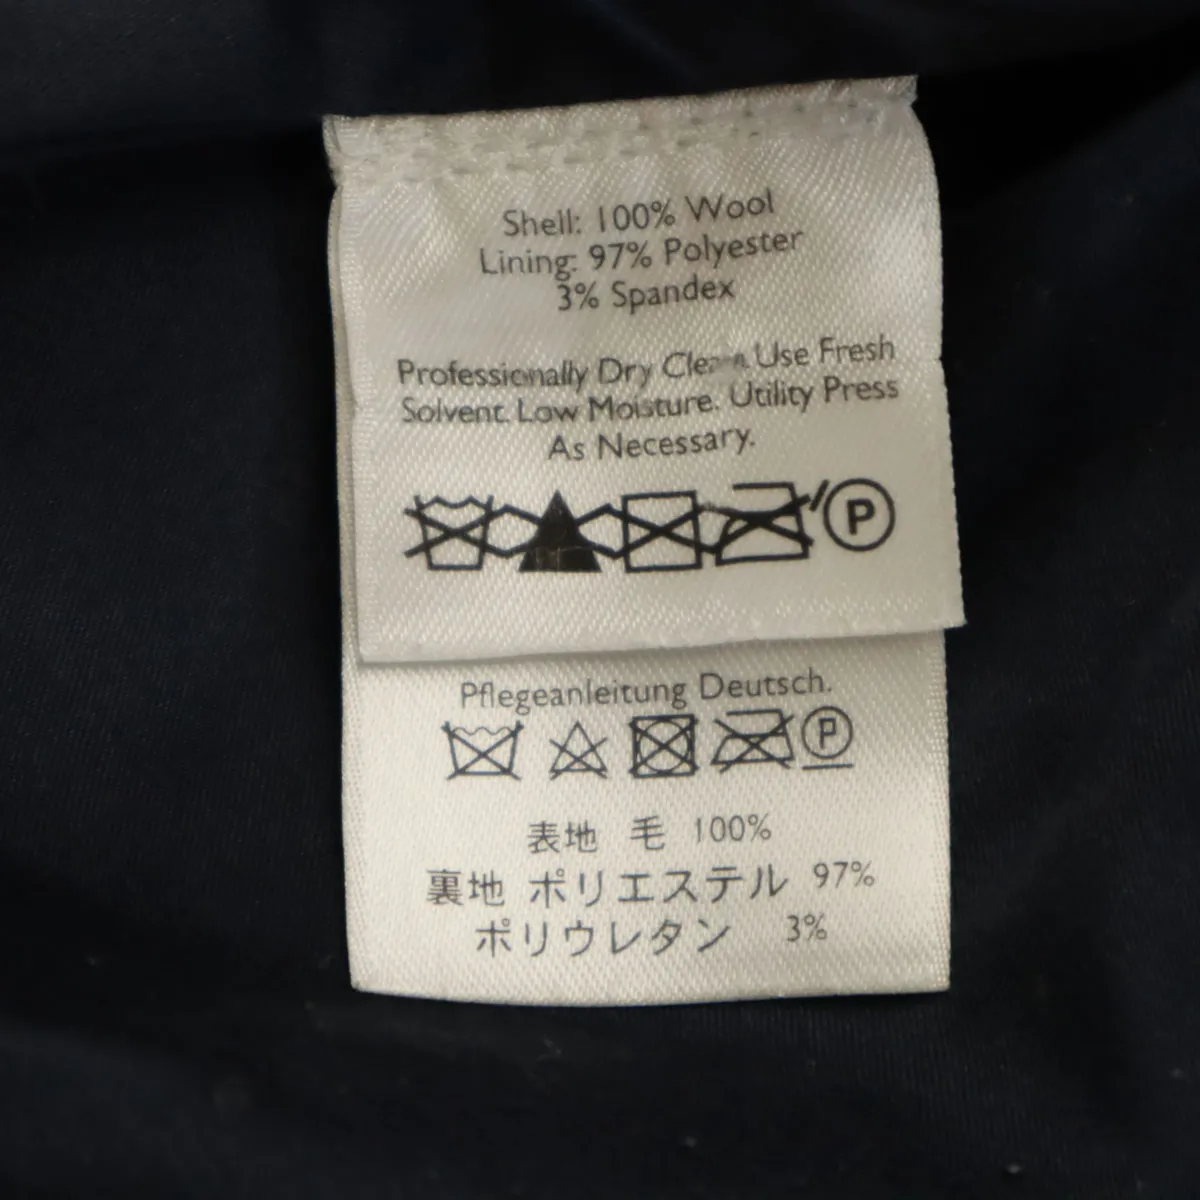 Shell: 100% Wool
Lining: 97% Polyester
3% Spandex
Professionally Dry Clean. Use Fresh
Solvent. Low Moisture. Utility Press
As Necessary.
P
Pflegeanleitung Deutsch.
P
表地 毛 100%
裏地 ポリエステル 97%
ポリウレタン 3%